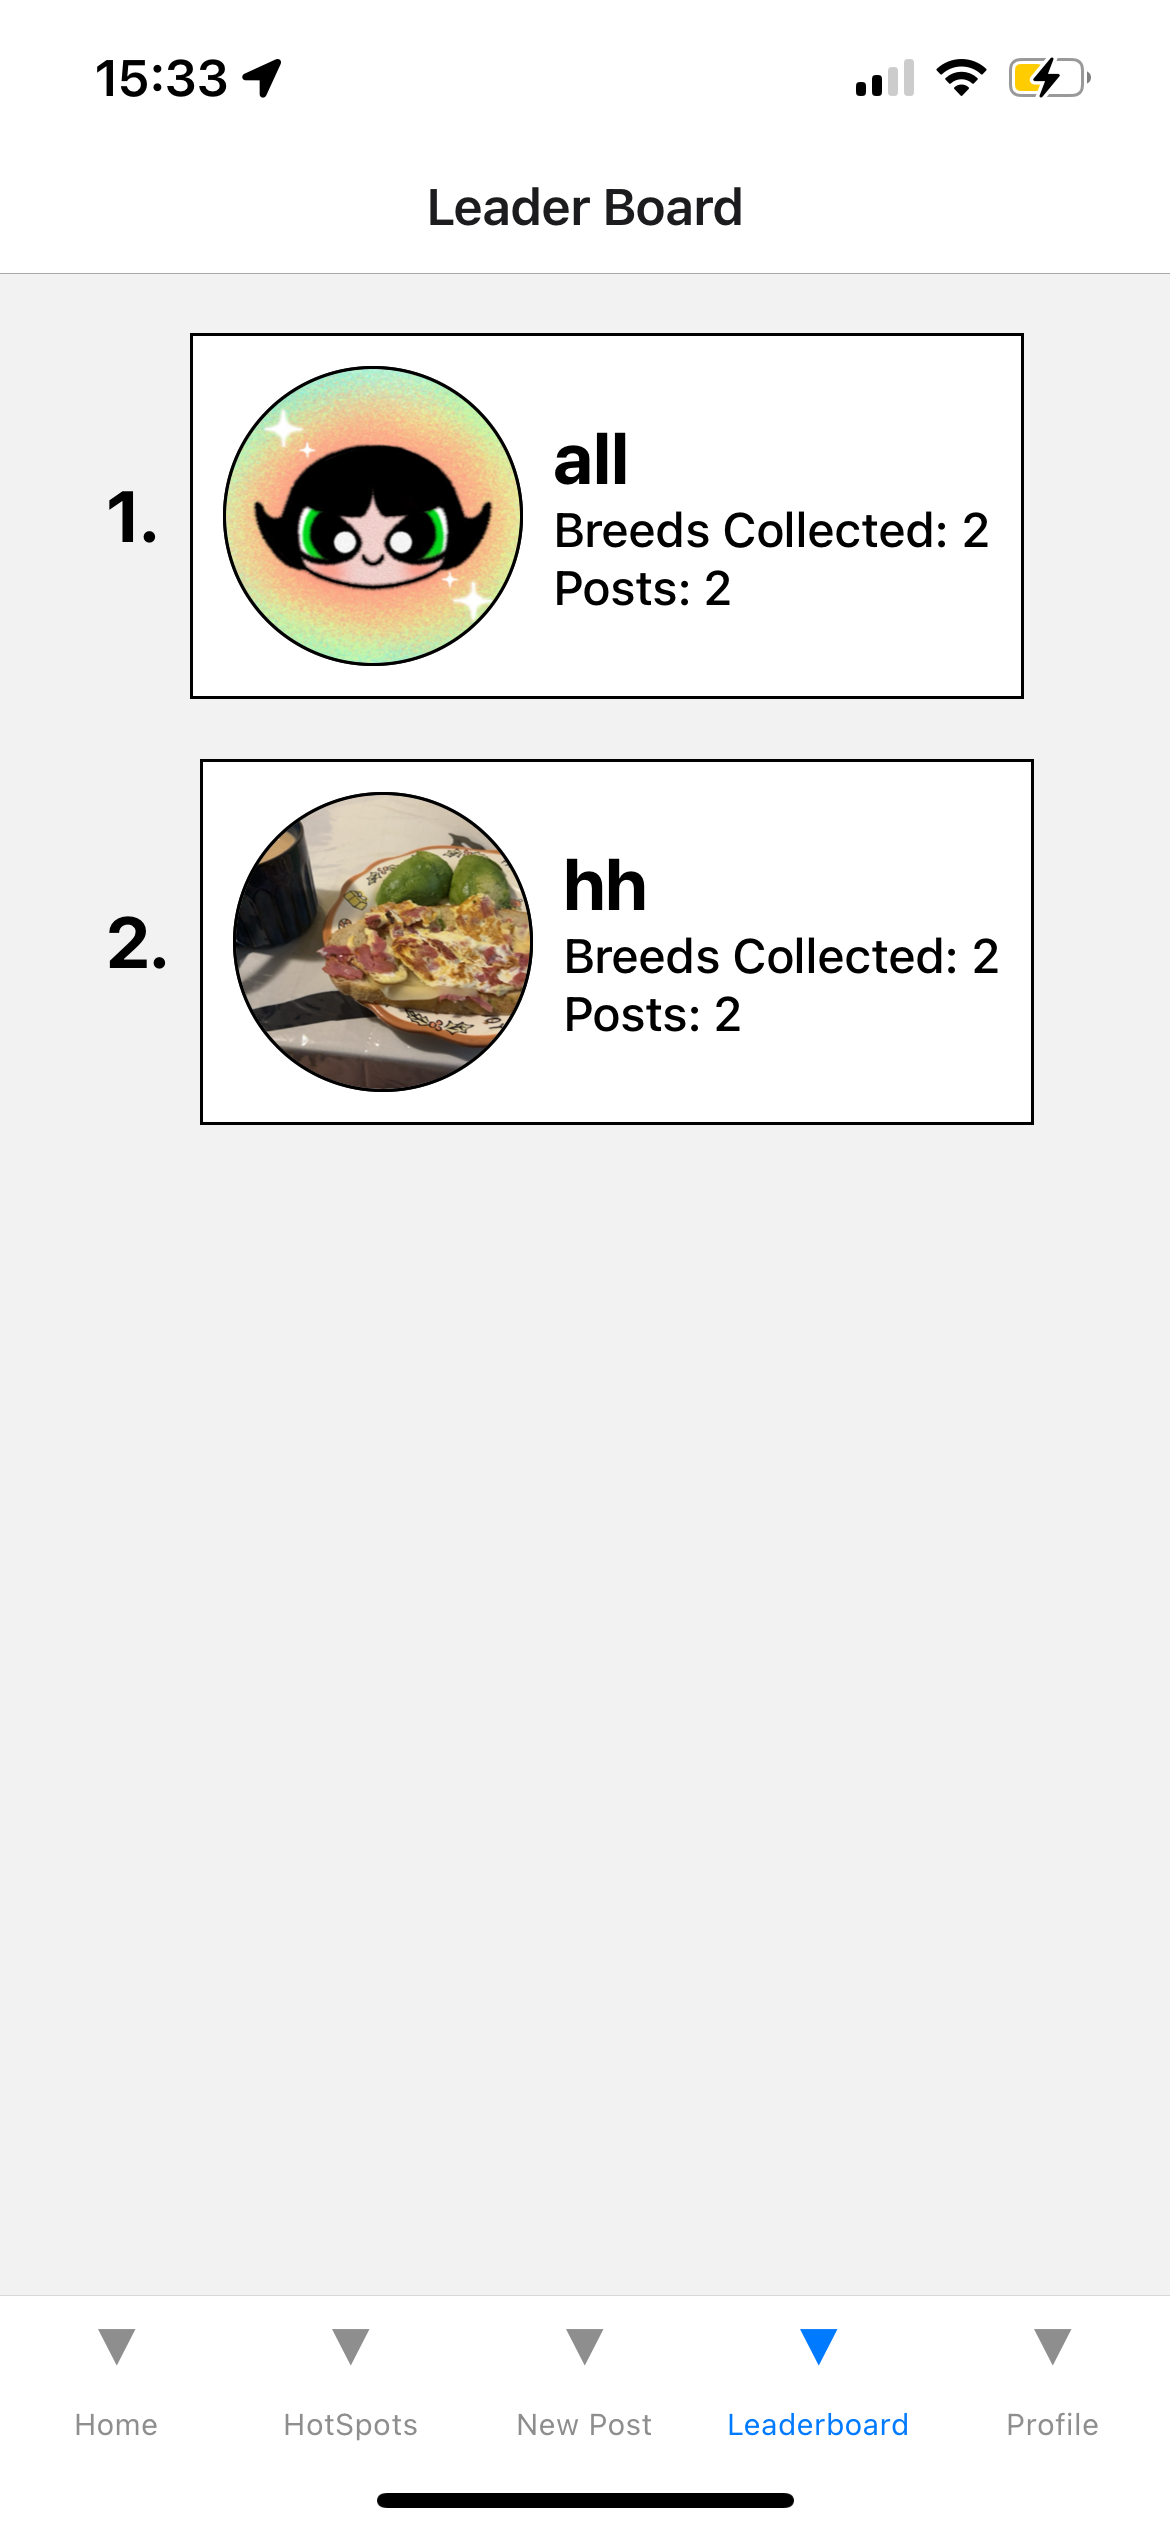 15:33
Leader Board
1.
all
Breeds Collected: 2
Posts: 2
2.
hh
Breeds Collected: 2
Posts: 2
Home
HotSpots
New Post
Leaderboard
Profile